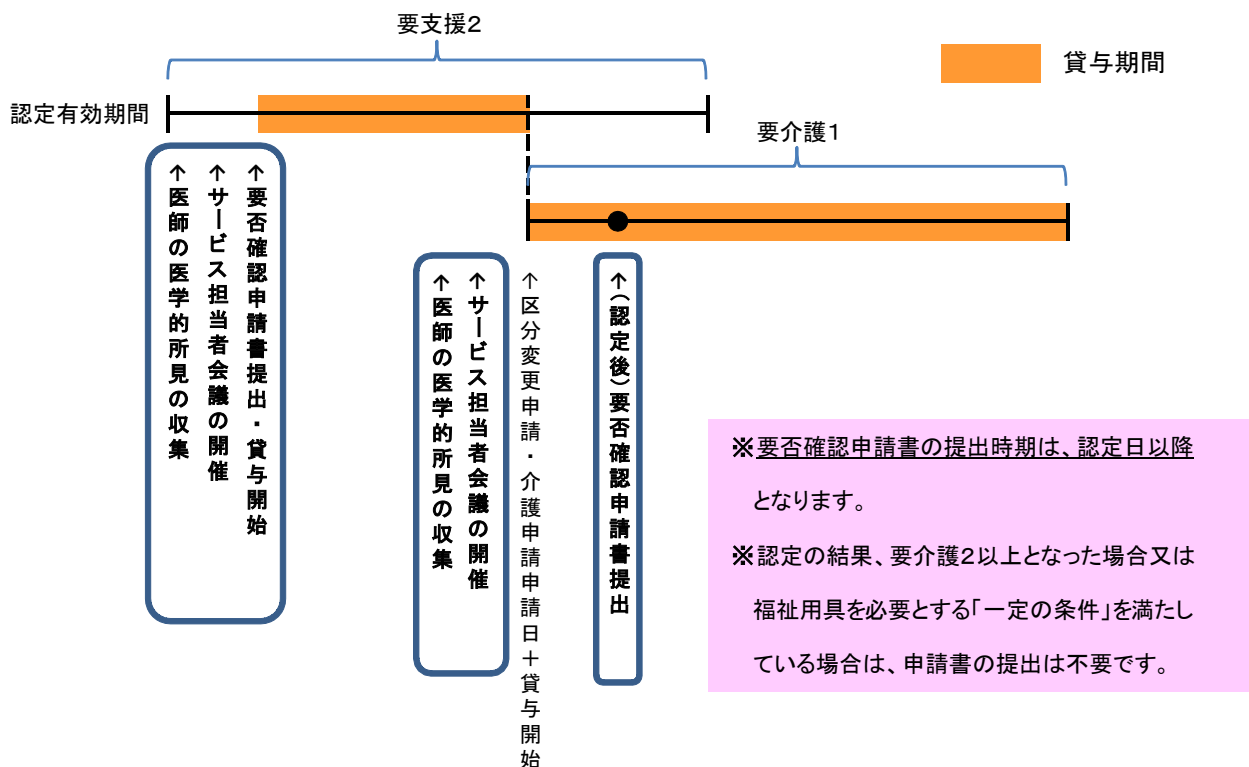 要支援2
貸与期間
認定有効期間
要介護1
↑要否確認申請書提出・貸与開始
↑サービス担当者会議の開催
↑医師の医学的所見の収集
↑(認定後)要否確認申請書提出
↑区分変更申請・介護申請申請日+貸与開始
↑サービス担当者会議の開催
↑医師の医学的所見の収集
※要否確認申請書の提出時期は、認定日以降
となります。
※認定の結果、要介護2以上となった場合又は
福祉用具を必要とする「一定の条件」を満たし
ている場合は、申請書の提出は不要です。